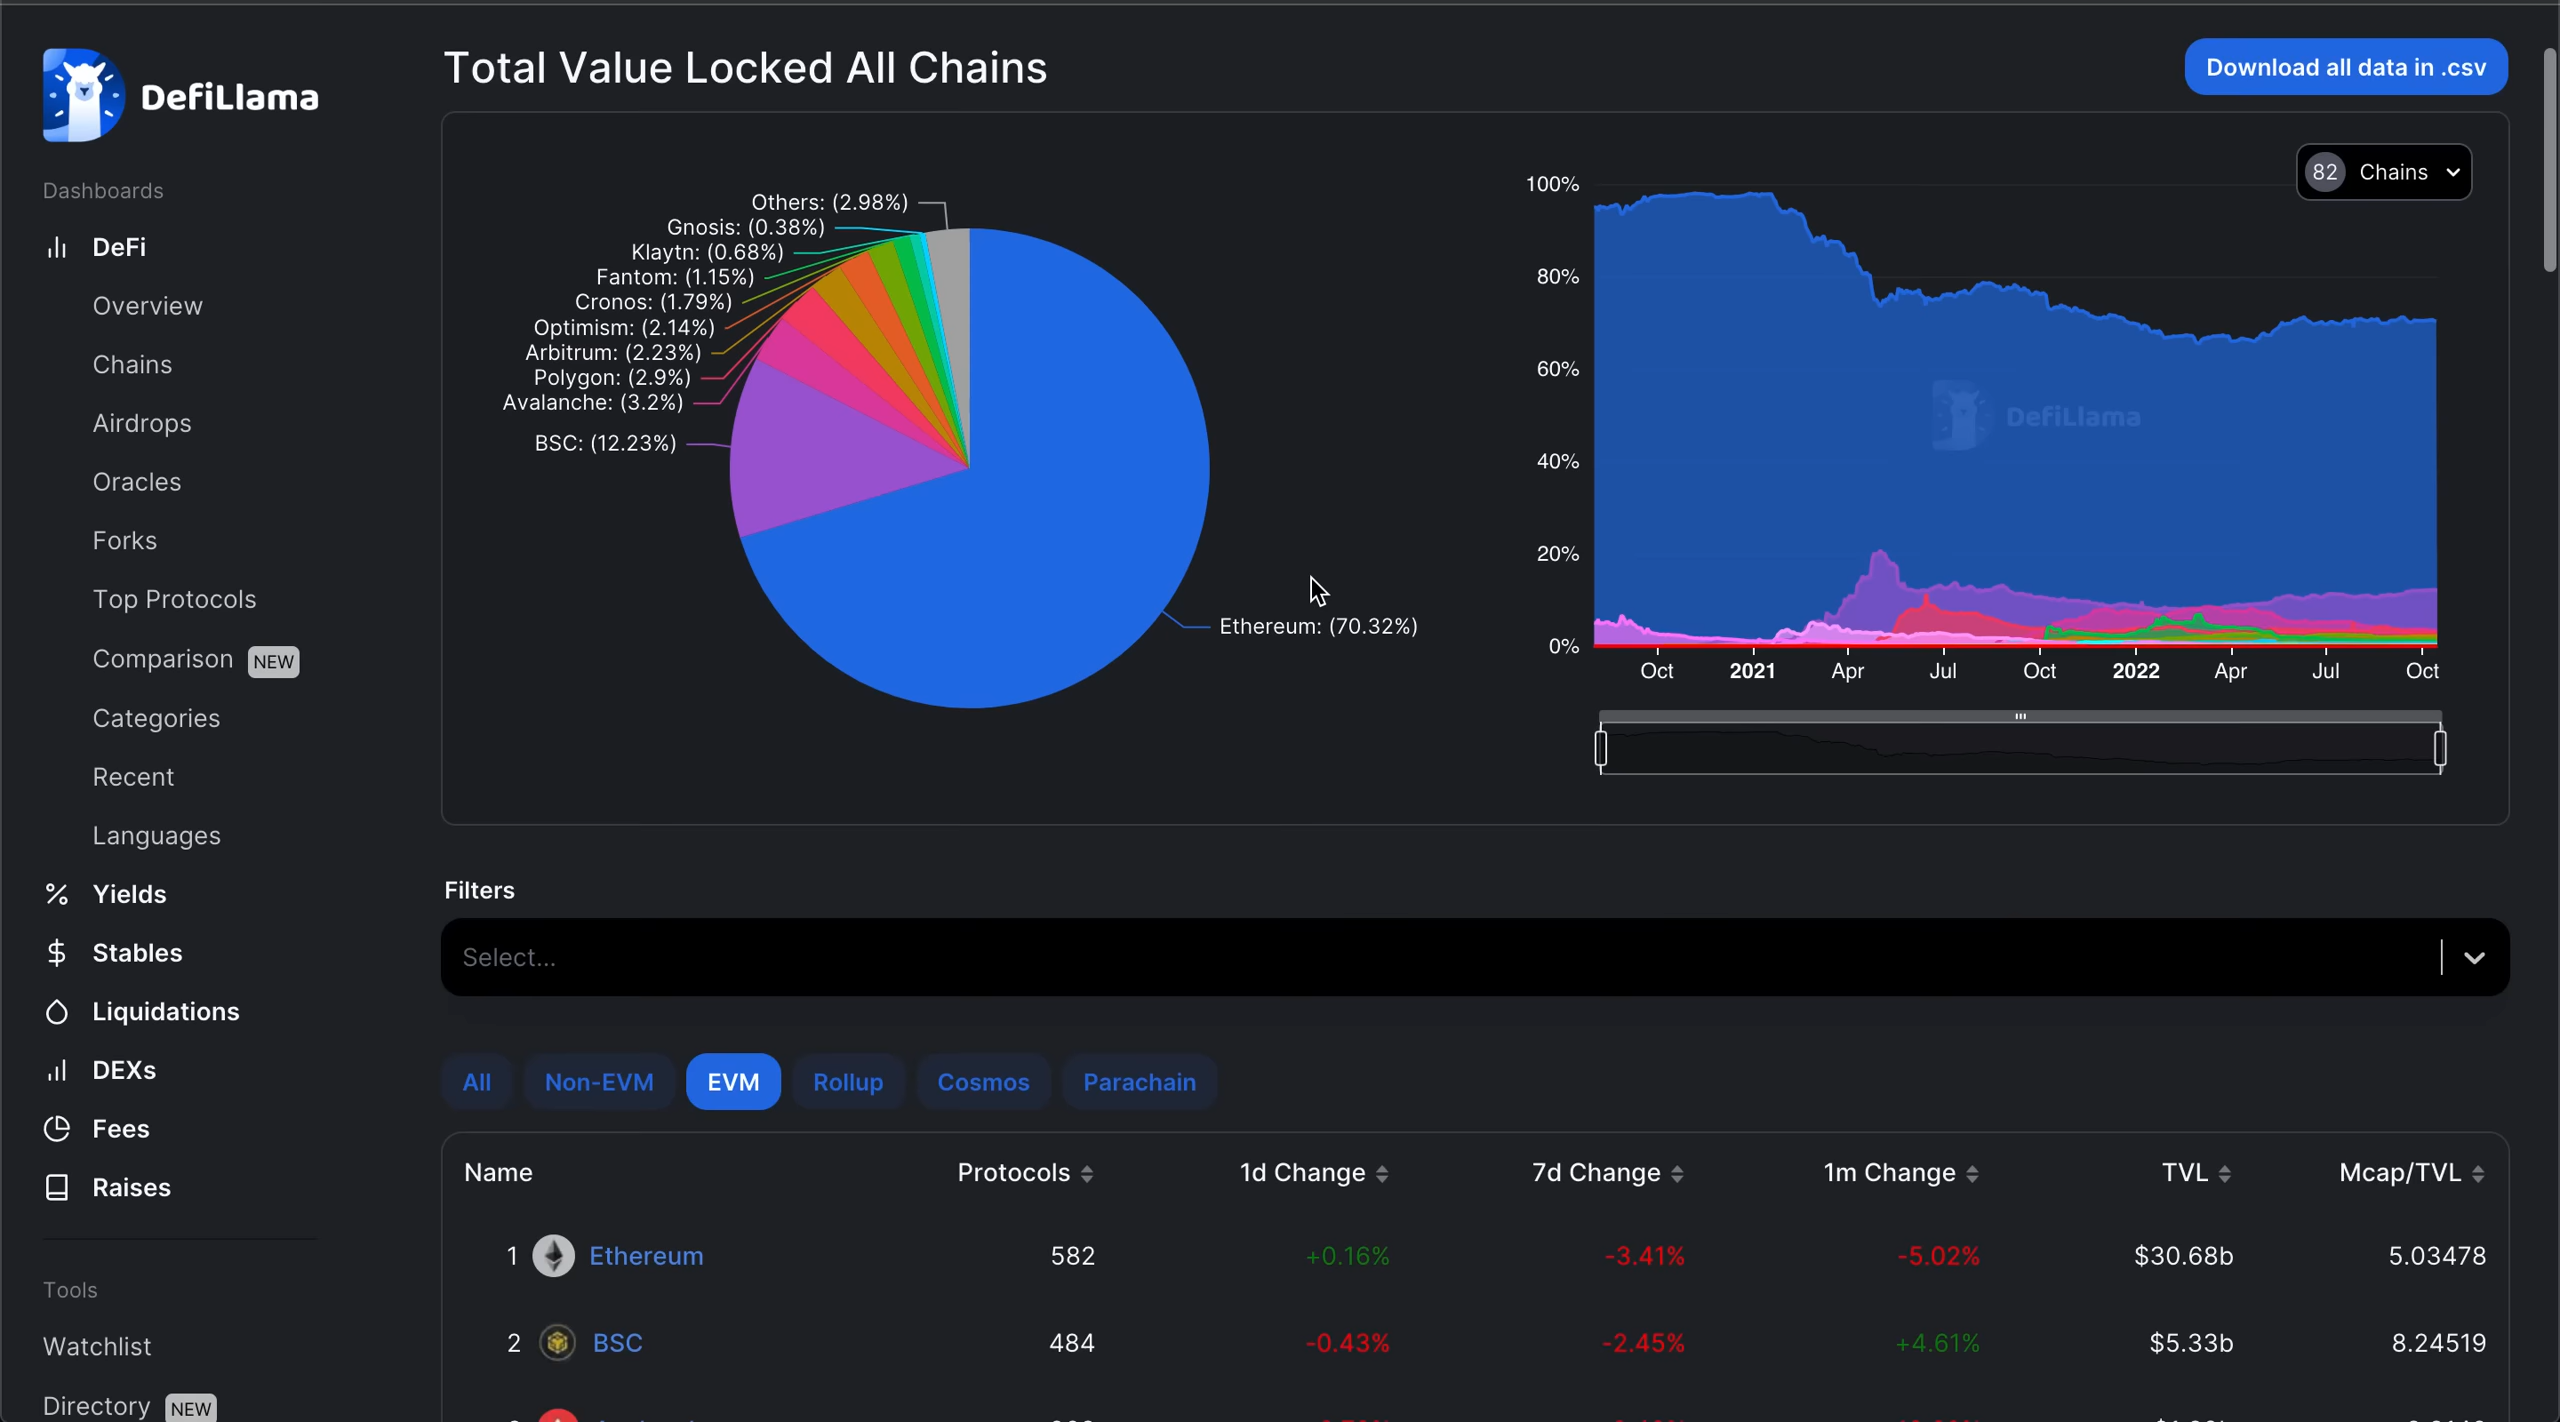 DefiLlama
Dashboards
DeFi
Overview
Chains
Airdrops
Oracles
Forks
Top Protocols
Comparison NEW
Categories
Recent
Languages
Yields
Stables
Liquidations
DEXs
Fees
Raises
Tools
Watchlist
Directory NEW
Total Value Locked All Chains
Download all data in .csv
Others: (2.98%)
Gnosis: (0.38%)
Klaytn: (0.68%)
Fantom: (1.15%)
Cronos: (1.79%)
Optimism: (2.14%)
Arbitrum: (2.23%)
Polygon: (2.9%)
Avalanche: (3.2%)
BSC: (12.23%)
Ethereum: (70.32%)
82 Chains
100%
80%
60%
40%
20%
0%
DefiLlama
Oct 2021 Apr Jul Oct 2022 Apr Jul Oct
Filters
Select...
All Non-EVM EVM Rollup Cosmos Parachain
Name Protocols 1d Change 7d Change 1m Change TVL Mcap/TVL
1 Ethereum 582 +0.16% -3.41% -5.02% $30.68b 5.03478
2 BSC 484 -0.43% -2.45% +4.61% $5.33b 8.24519